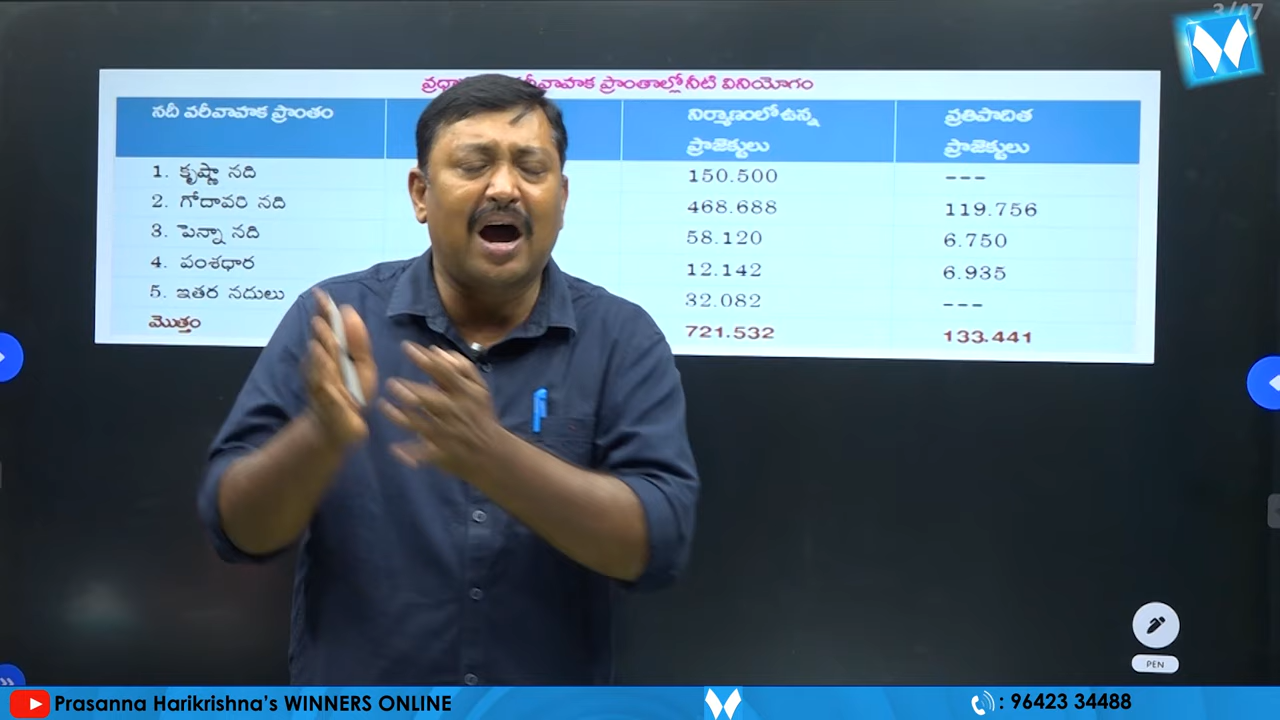 3/47
ప్రాంతాల్లో నీటి వినియోగం
నదీ పరీవాహక ప్రాంతం
నిర్మాణంలో ఉన్న ప్రాజెక్టులు
ప్రతిపాదిత ప్రాజెక్టులు
1. కృష్ణా నది 150.500 ---
2. గోదావరి నది 468.688 119.756
3. పెన్నా నది 58.120 6.750
4. వంశధార 12.142 6.935
5. ఇతర నదులు 32.082 ---
మొత్తం 721.532 133.441
PEN
Prasanna Harikrishna's WINNERS ONLINE : 96423 34488